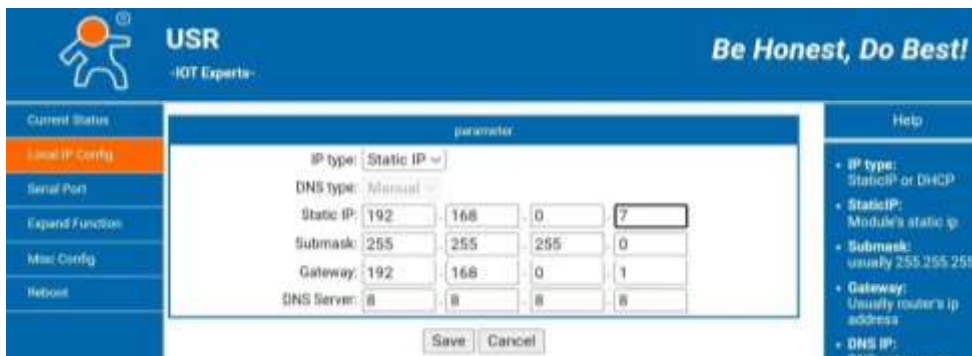 USR
-IOT Experts-
Be Honest, Do Best!
Current Status
Local IP Config
Serial Port
Expand Function
Misc Config
Reboot
parameter
IP type: Static IP
DNS type: Manual
Static IP: 192 . 168 . 0 . 7
Submask: 255 . 255 . 255 . 0
Gateway: 192 . 168 . 0 . 1
DNS Server: 8 . 8 . 8 . 8
Save Cancel
Help
• IP type:
StaticIP or DHCP
• StaticIP:
Module's static ip
• Submask:
usually 255.255.255
• Gateway:
Usually router's ip
address
• DNS IP: